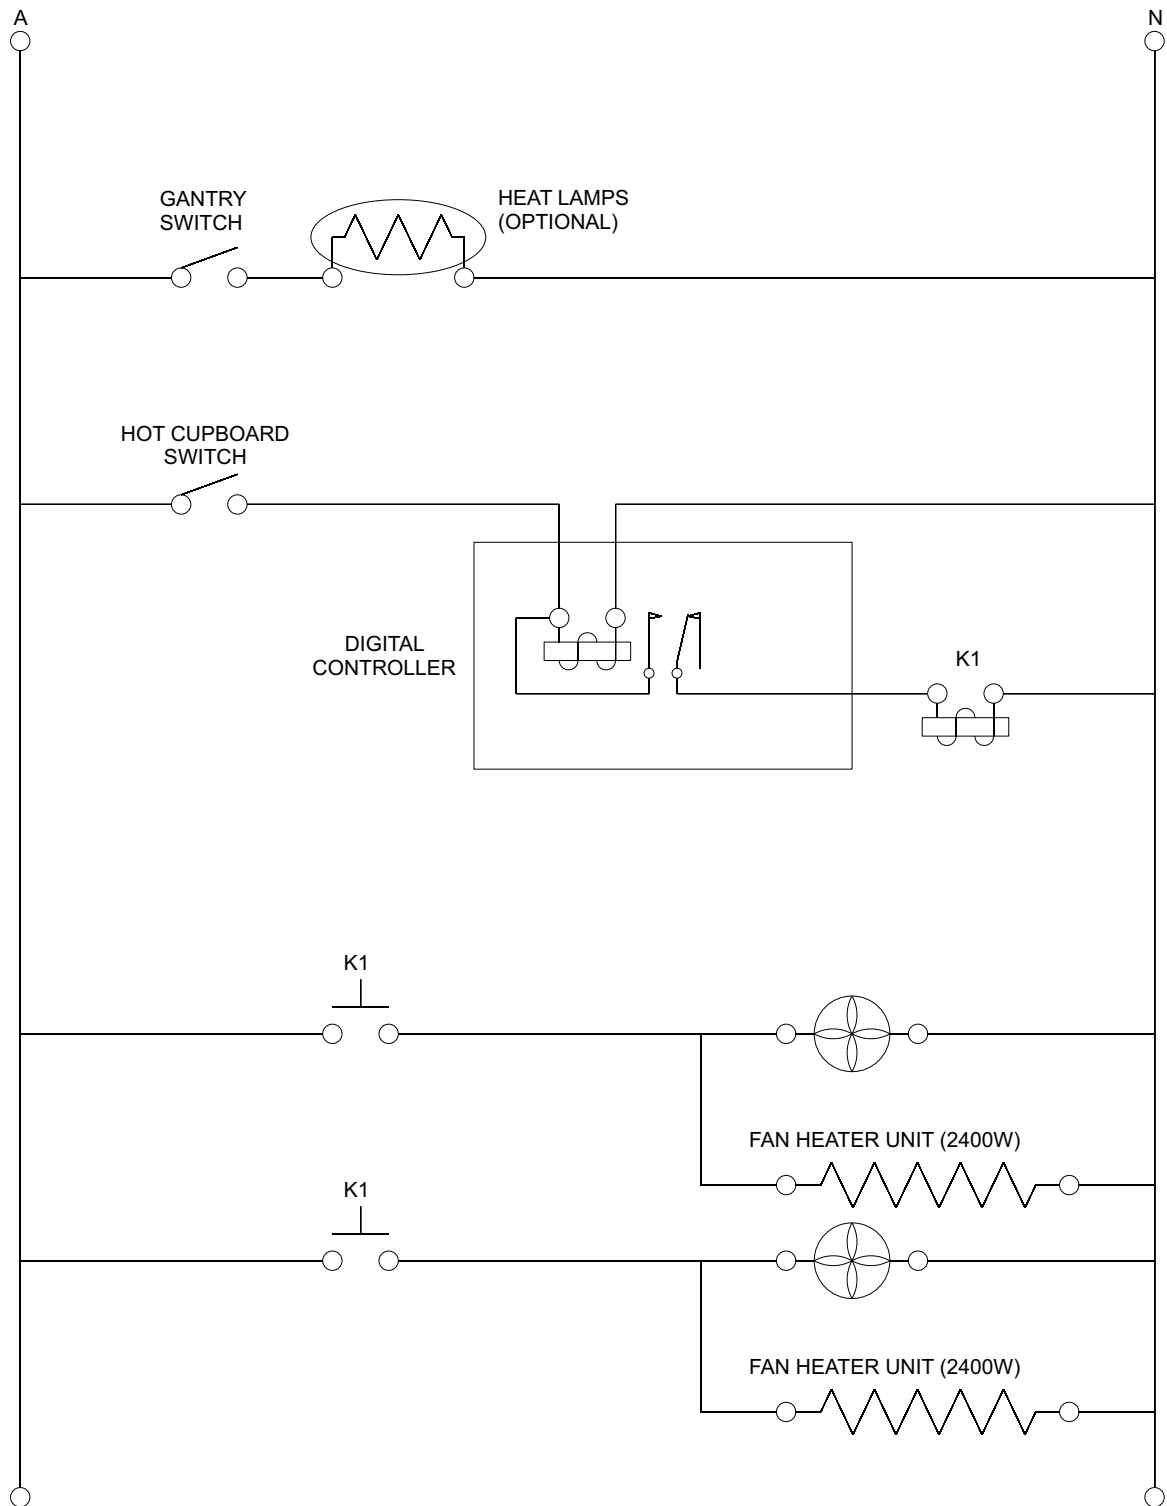 A
N
GANTRY
SWITCH
HEAT LAMPS
(OPTIONAL)
HOT CUPBOARD
SWITCH
DIGITAL
CONTROLLER
K1
K1
FAN HEATER UNIT (2400W)
K1
FAN HEATER UNIT (2400W)